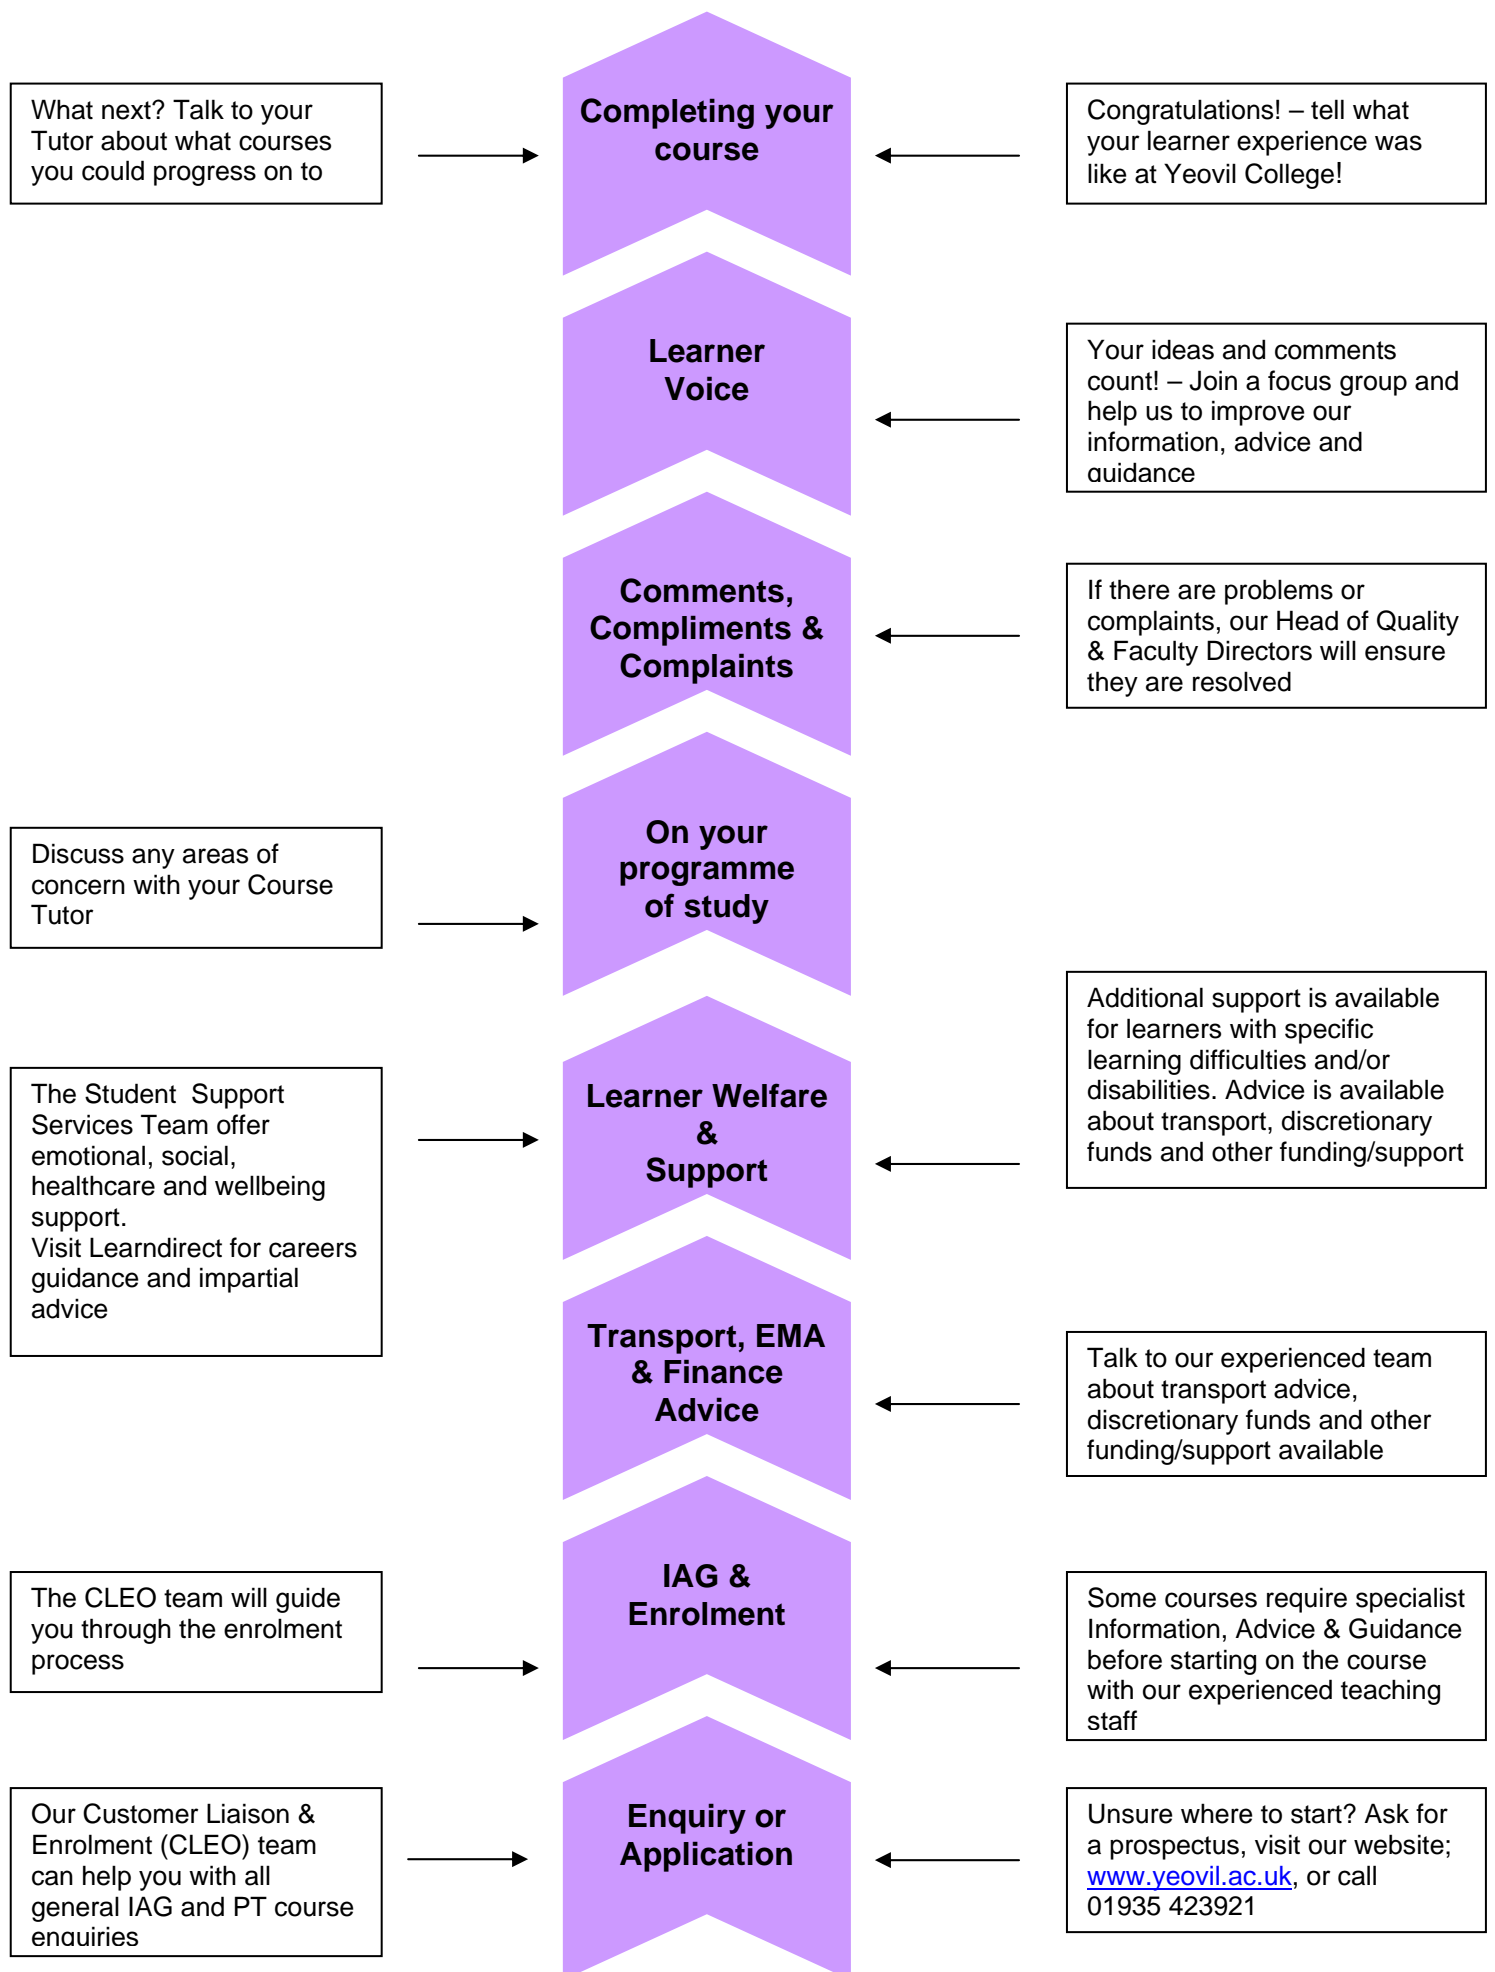 Completing your
course
What next? Talk to your
Tutor about what courses
you could progress on to
Congratulations! – tell what
your learner experience was
like at Yeovil College!
Learner
Voice
Your ideas and comments
count! – Join a focus group and
help us to improve our
information, advice and
guidance
Comments,
Compliments &
Complaints
If there are problems or
complaints, our Head of Quality
& Faculty Directors will ensure
they are resolved
On your
programme
of study
Discuss any areas of
concern with your Course
Tutor
Learner Welfare
&
Support
The Student  Support
Services Team offer
emotional, social,
healthcare and wellbeing
support.
Visit Learndirect for careers
guidance and impartial
advice
Additional support is available
for learners with specific
learning difficulties and/or
disabilities. Advice is available
about transport, discretionary
funds and other funding/support
Transport, EMA
& Finance
Advice
Talk to our experienced team
about transport advice,
discretionary funds and other
funding/support available
IAG &
Enrolment
The CLEO team will guide
you through the enrolment
process
Some courses require specialist
Information, Advice & Guidance
before starting on the course
with our experienced teaching
staff
Enquiry or
Application
Our Customer Liaison &
Enrolment (CLEO) team
can help you with all
general IAG and PT course
enquiries
Unsure where to start? Ask for
a prospectus, visit our website;
www.yeovil.ac.uk, or call
01935 423921